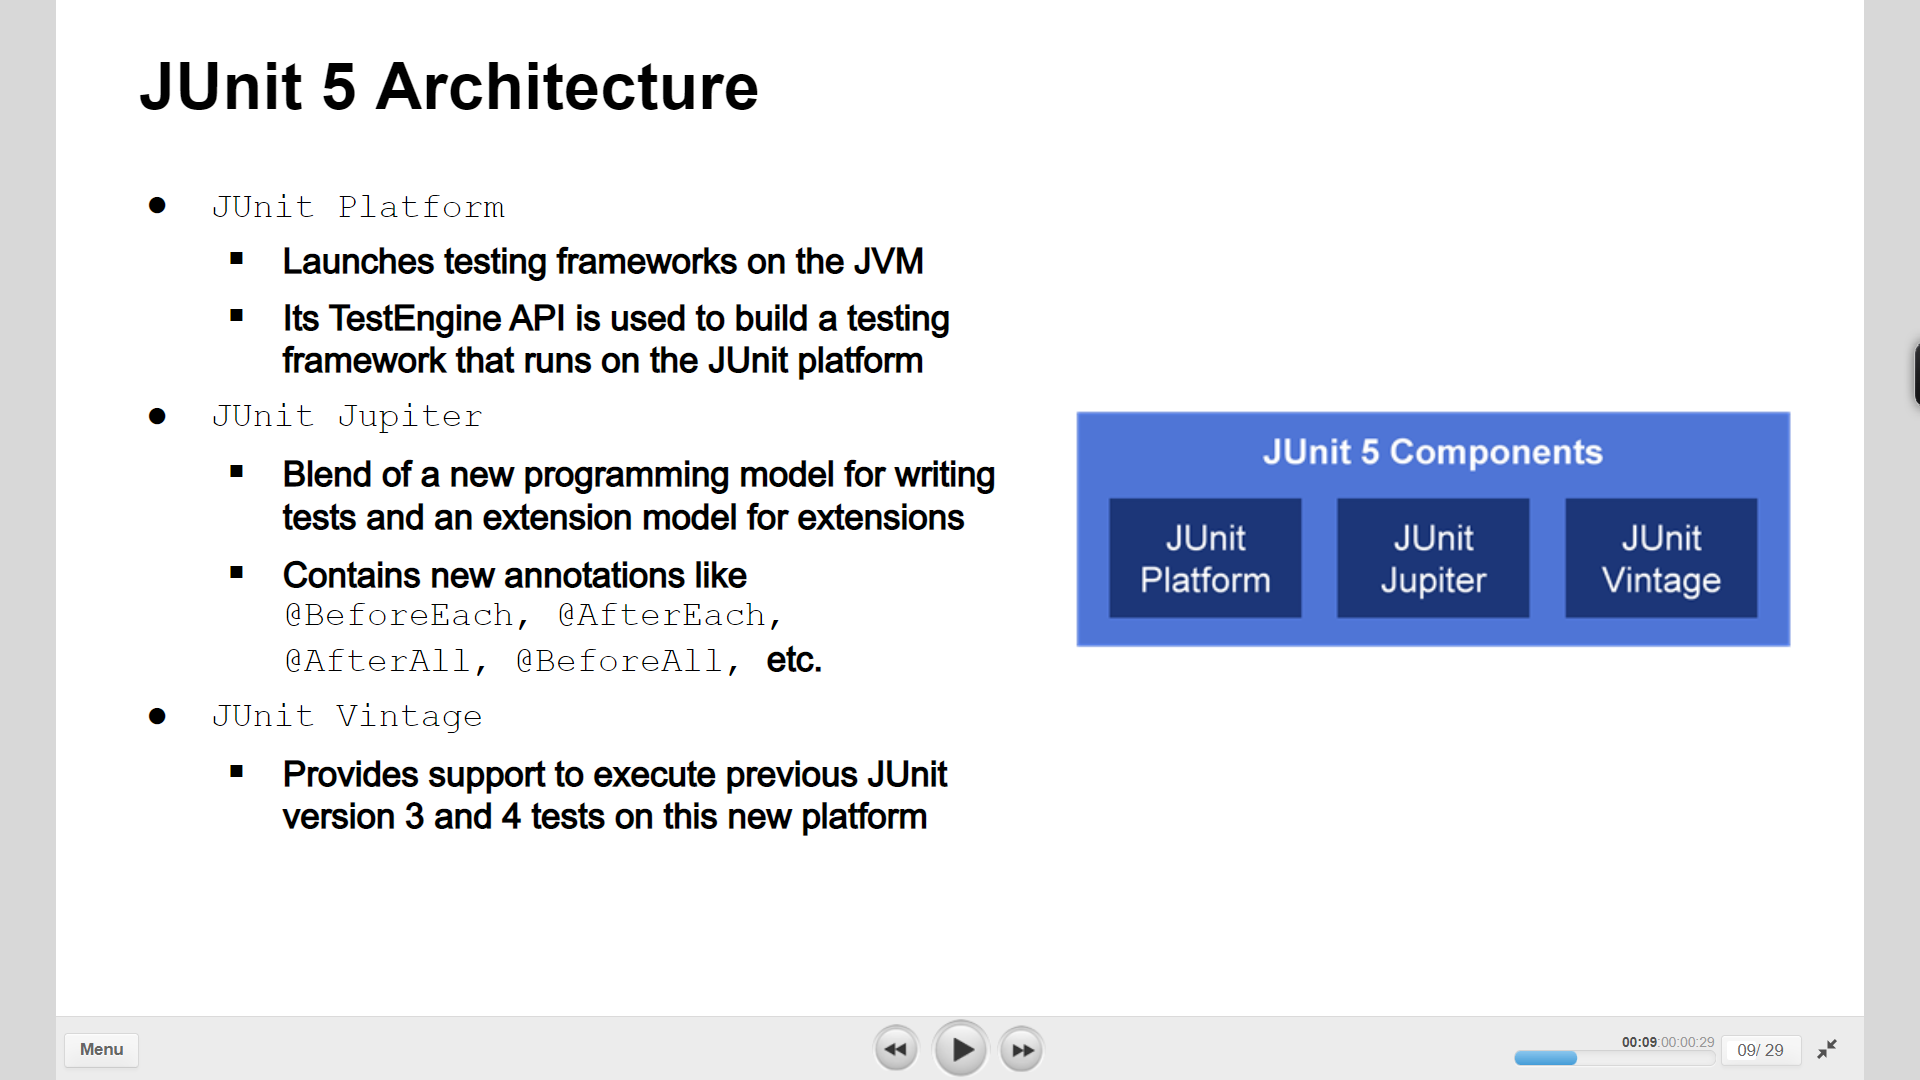 JUnit 5 Architecture
JUnit Platform
Launches testing frameworks on the JVM
Its TestEngine API is used to build a testing
framework that runs on the JUnit platform
JUnit Jupiter
Blend of a new programming model for writing
tests and an extension model for extensions
Contains new annotations like
@BeforeEach, @AfterEach,
@AfterAll, @BeforeAll, etc.
JUnit Vintage
Provides support to execute previous JUnit
version 3 and 4 tests on this new platform
JUnit 5 Components
JUnit
Platform
JUnit
Jupiter
JUnit
Vintage
Menu
00:09:00:00:29
09/ 29